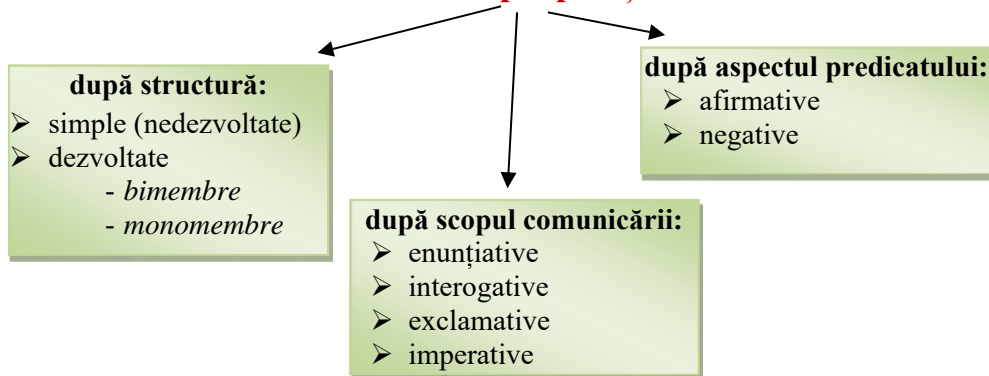 după structură:
➢ simple (nedezvoltate)
➢ dezvoltate
- bimembre
- monomembre
după aspectul predicatului:
➢ afirmative
➢ negative
după scopul comunicării:
➢ enunțiative
➢ interogative
➢ exclamative
➢ imperative